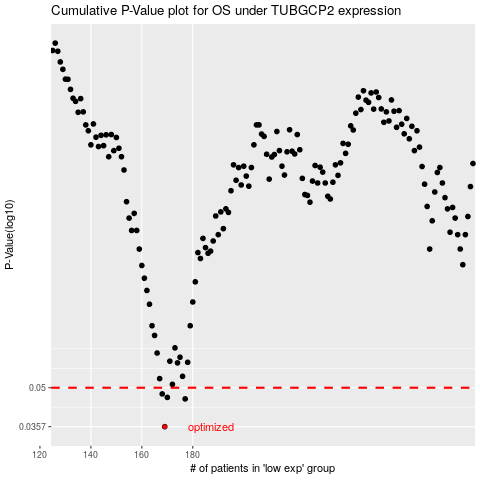 Cumulative P-Value plot for OS under TUBGCP2 expression
P-Value(log10)
0.05
0.0357
optimized
120 140 160 180
# of patients in 'low exp' group